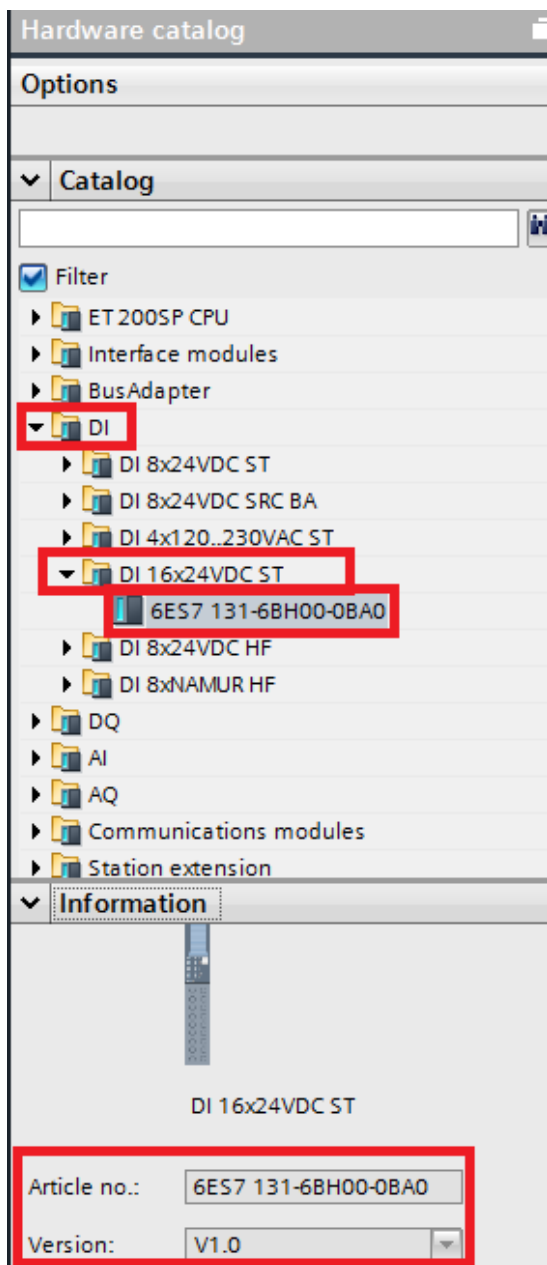 Hardware catalog
Options
Catalog
Filter
ET 200SP CPU
Interface modules
BusAdapter
DI
DI 8x24VDC ST
DI 8x24VDC SRC BA
DI 4x120..230VAC ST
DI 16x24VDC ST
6ES7 131-6BH00-0BA0
DI 8x24VDC HF
DI 8xNAMUR HF
DQ
AI
AQ
Communications modules
Station extension
Information
DI 16x24VDC ST
Article no.: 6ES7 131-6BH00-0BA0
Version: V1.0